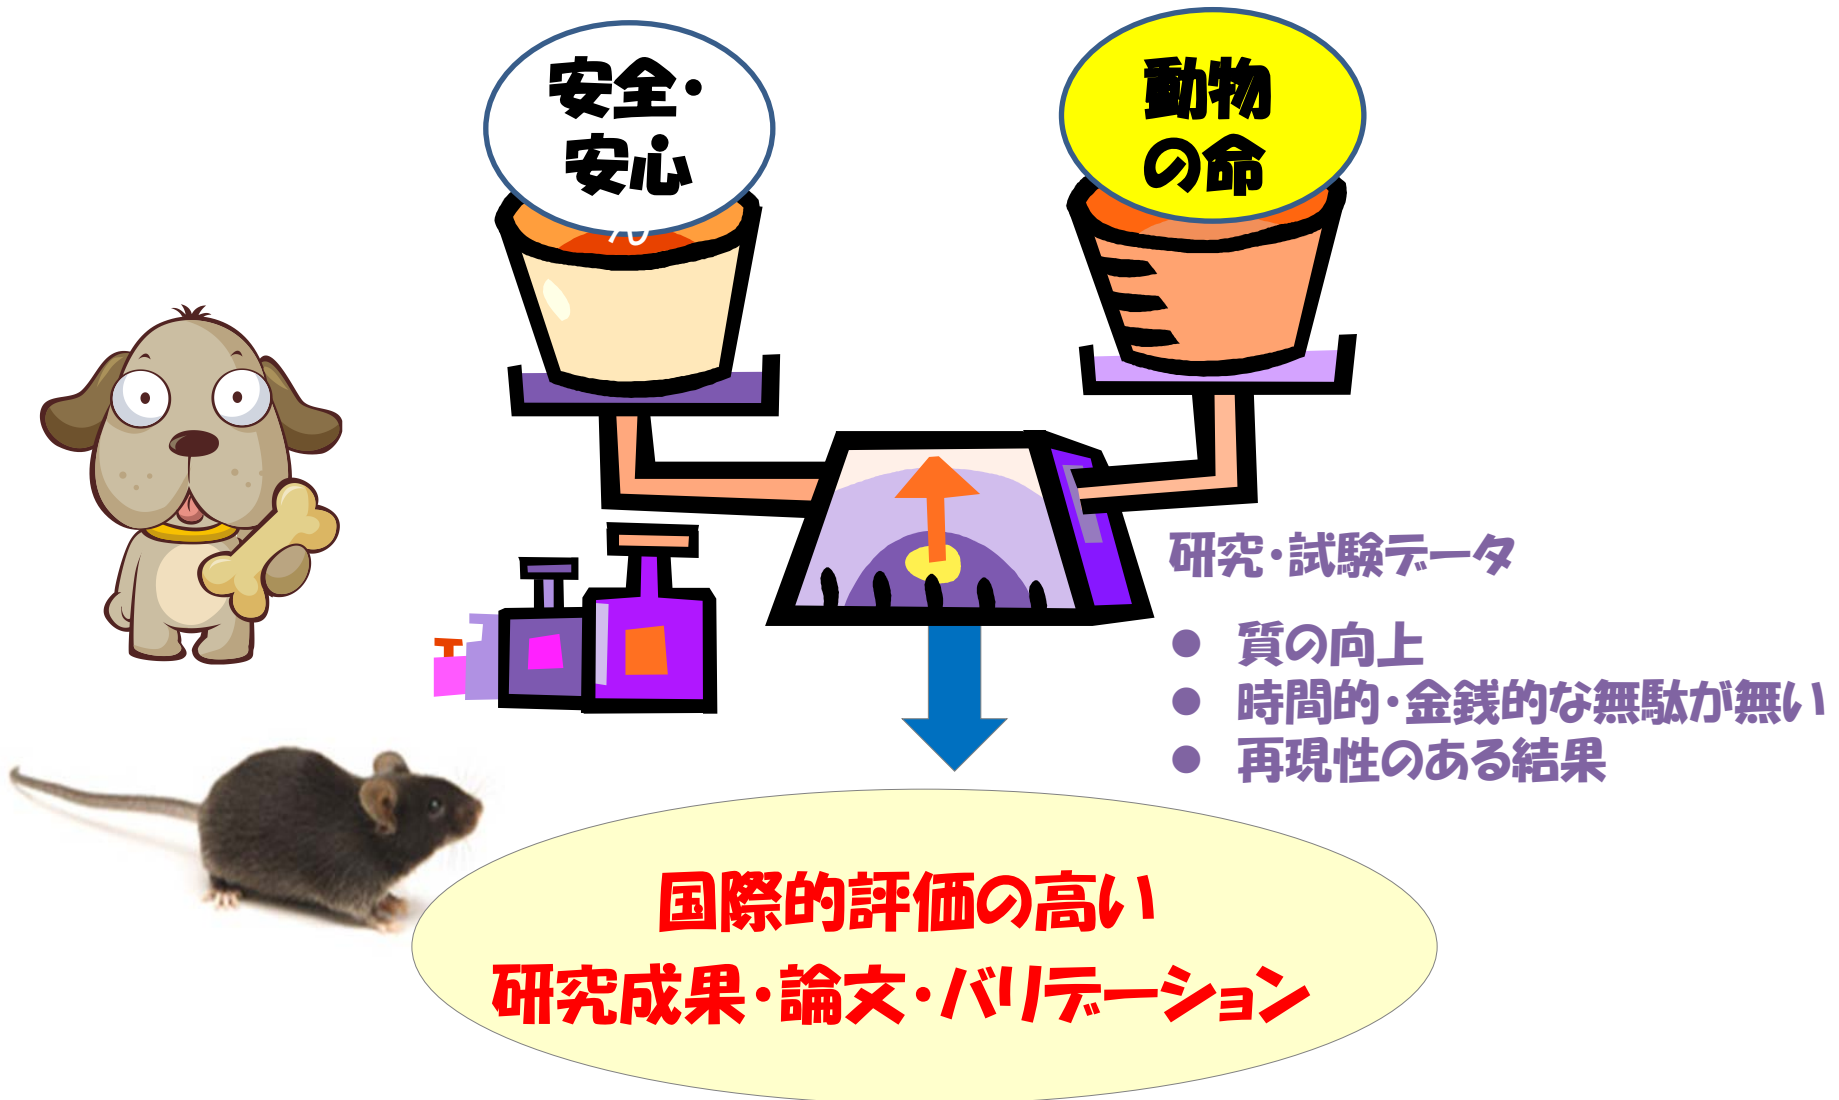 安全・
安心
動物
の命
研究・試験データ
● 質の向上
● 時間的・金銭的な無駄が無い
● 再現性のある結果
国際的評価の高い
研究成果・論文・バリデーション